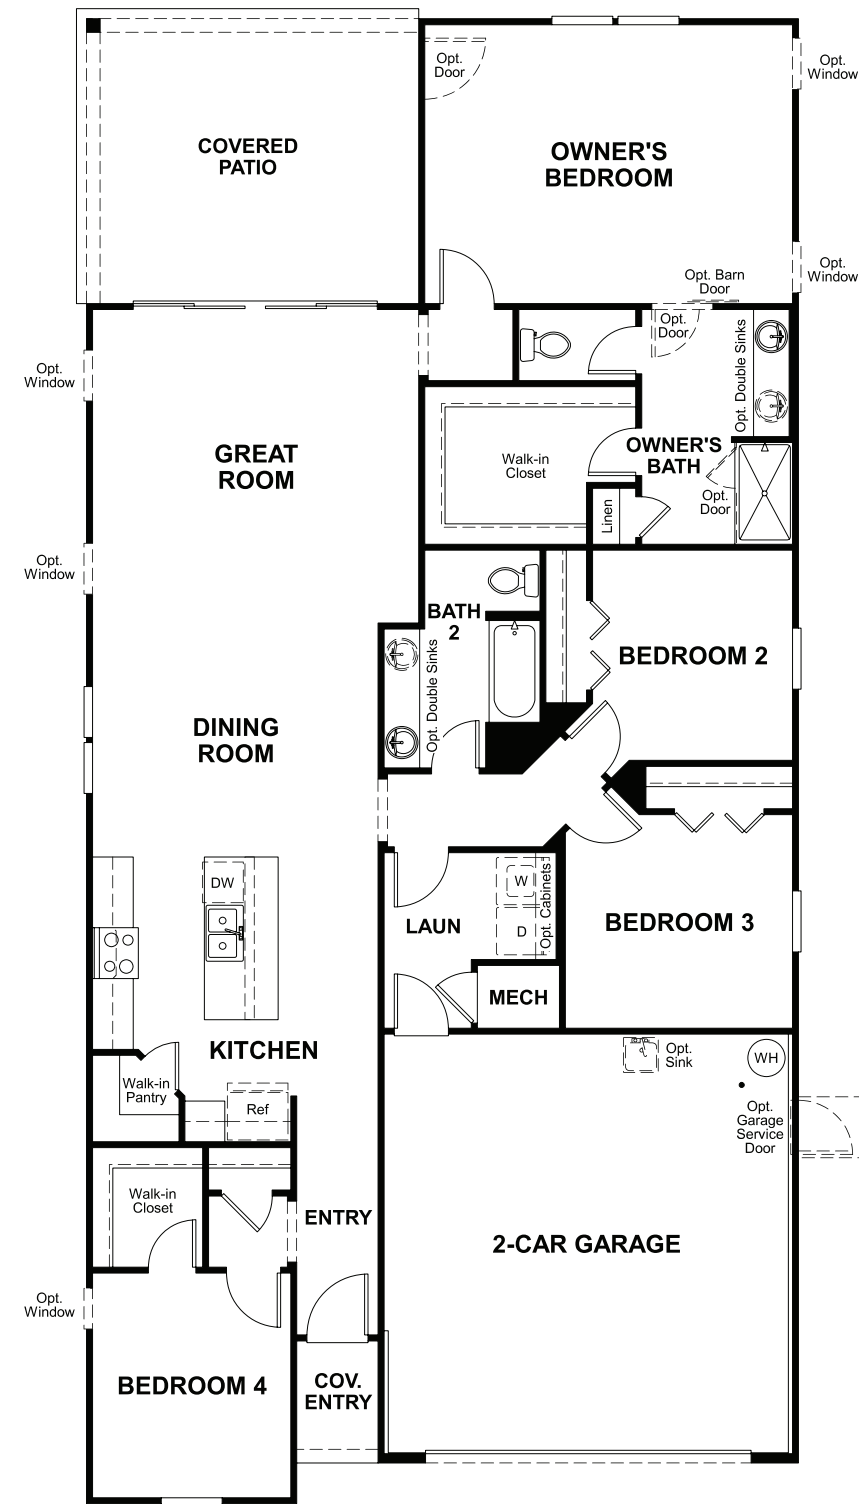 Opt.
Door
Opt.
Window
COVERED
PATIO
OWNER'S
BEDROOM
Opt.
Window
Opt. Barn
Door
Opt.
Door
Opt. Double Sinks
Opt.
Window
GREAT
ROOM
Walk-in
Closet
OWNER'S
BATH
Opt.
Door
Linen
Opt.
Window
BATH
2
Opt. Double Sinks
BEDROOM 2
DINING
ROOM
DW
W
D
Opt. Cabinets
LAUN
BEDROOM 3
MECH
KITCHEN
Opt.
Sink
WH
Walk-in
Pantry
Ref
Opt.
Garage
Service
Door
Walk-in
Closet
ENTRY
2-CAR GARAGE
Opt.
Window
BEDROOM 4
COV.
ENTRY